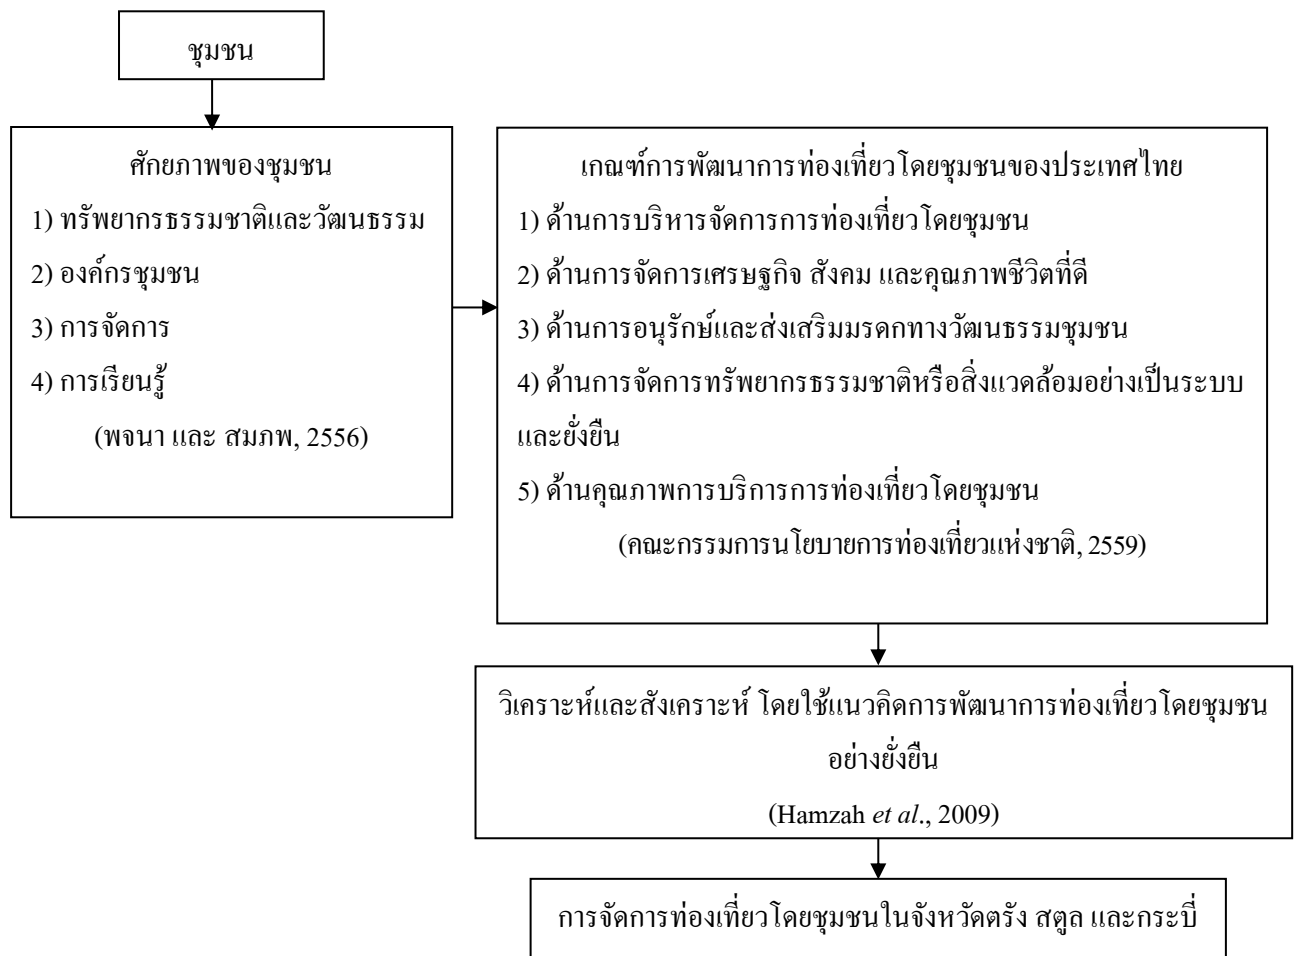 ชุมชน
ศักยภาพของชุมชน
1) ทรัพยากรธรรมชาติและวัฒนธรรม
2) องค์กรชุมชน
3) การจัดการ
4) การเรียนรู้
(พจนา และ สมภพ, 2556)
เกณฑ์การพัฒนาการท่องเที่ยวโดยชุมชนของประเทศไทย
1) ด้านการบริหารจัดการการท่องเที่ยวโดยชุมชน
2) ด้านการจัดการเศรษฐกิจ สังคม และคุณภาพชีวิตที่ดี
3) ด้านการอนุรักษ์และส่งเสริมมรดกทางวัฒนธรรมชุมชน
4) ด้านการจัดการทรัพยากรธรรมชาติหรือสิ่งแวดล้อมอย่างเป็นระบบ
และยั่งยืน
5) ด้านคุณภาพการบริการการท่องเที่ยวโดยชุมชน
(คณะกรรมการนโยบายการท่องเที่ยวแห่งชาติ, 2559)
วิเคราะห์และสังเคราะห์ โดยใช้แนวคิดการพัฒนาการท่องเที่ยวโดยชุมชน
อย่างยั่งยืน
(Hamzah et al., 2009)
การจัดการท่องเที่ยวโดยชุมชนในจังหวัดตรัง สตูล และกระบี่